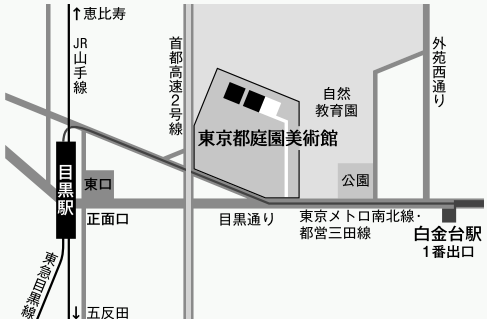 ↑恵比寿
JR山手線
首都高速2号線
外苑西通り
自然
教育園
東京都庭園美術館
目黒駅
東口
公園
正面口
目黒通り
東京メトロ南北線・
都営三田線
白金台駅
1番出口
東急目黒線
↓五反田